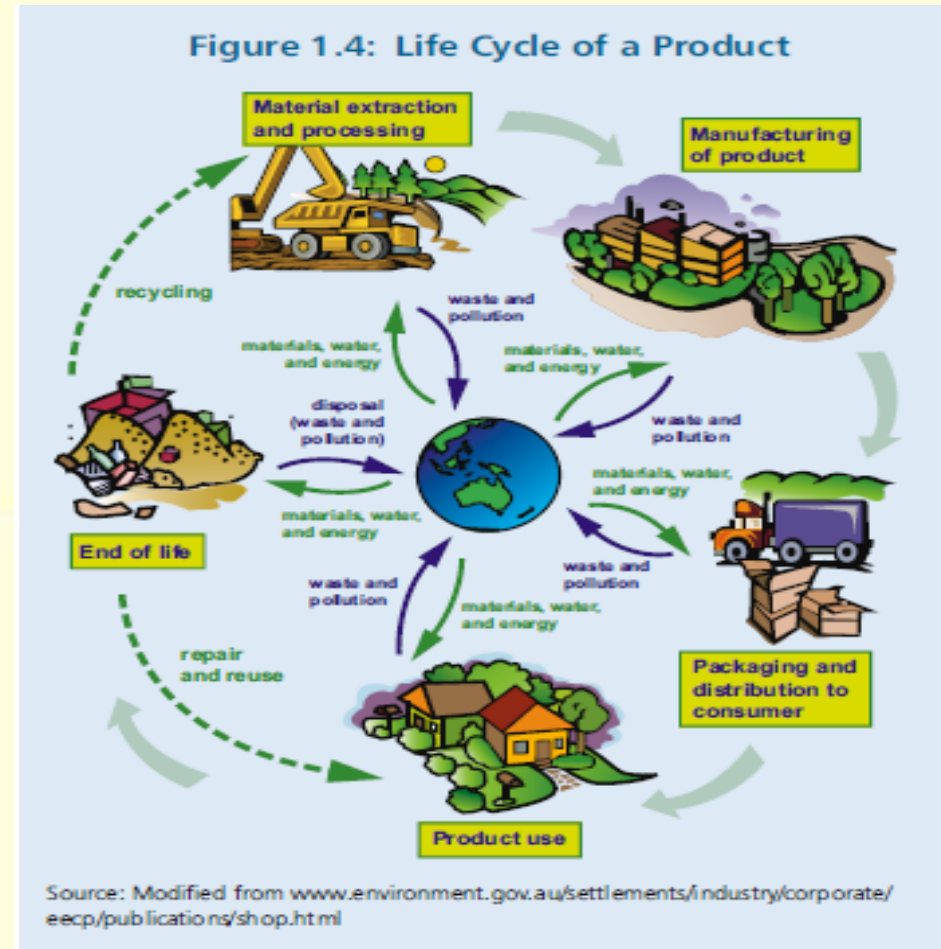 Figure 1.4: Life Cycle of a Product
Material extraction
and processing
Manufacturing
of product
recycling
waste and
pollution
materials, water,
and energy
materials, water,
and energy
waste and
pollution
disposal
(waste and
pollution)
materials, water,
and energy
materials, water,
and energy
waste and
pollution
End of life
waste and
pollution
materials, water,
and energy
repair
and reuse
Packaging and
distribution to
consumer
Product use
Source: Modified from www.environment.gov.au/settlements/industry/corporate/
eecp/publications/shop.html